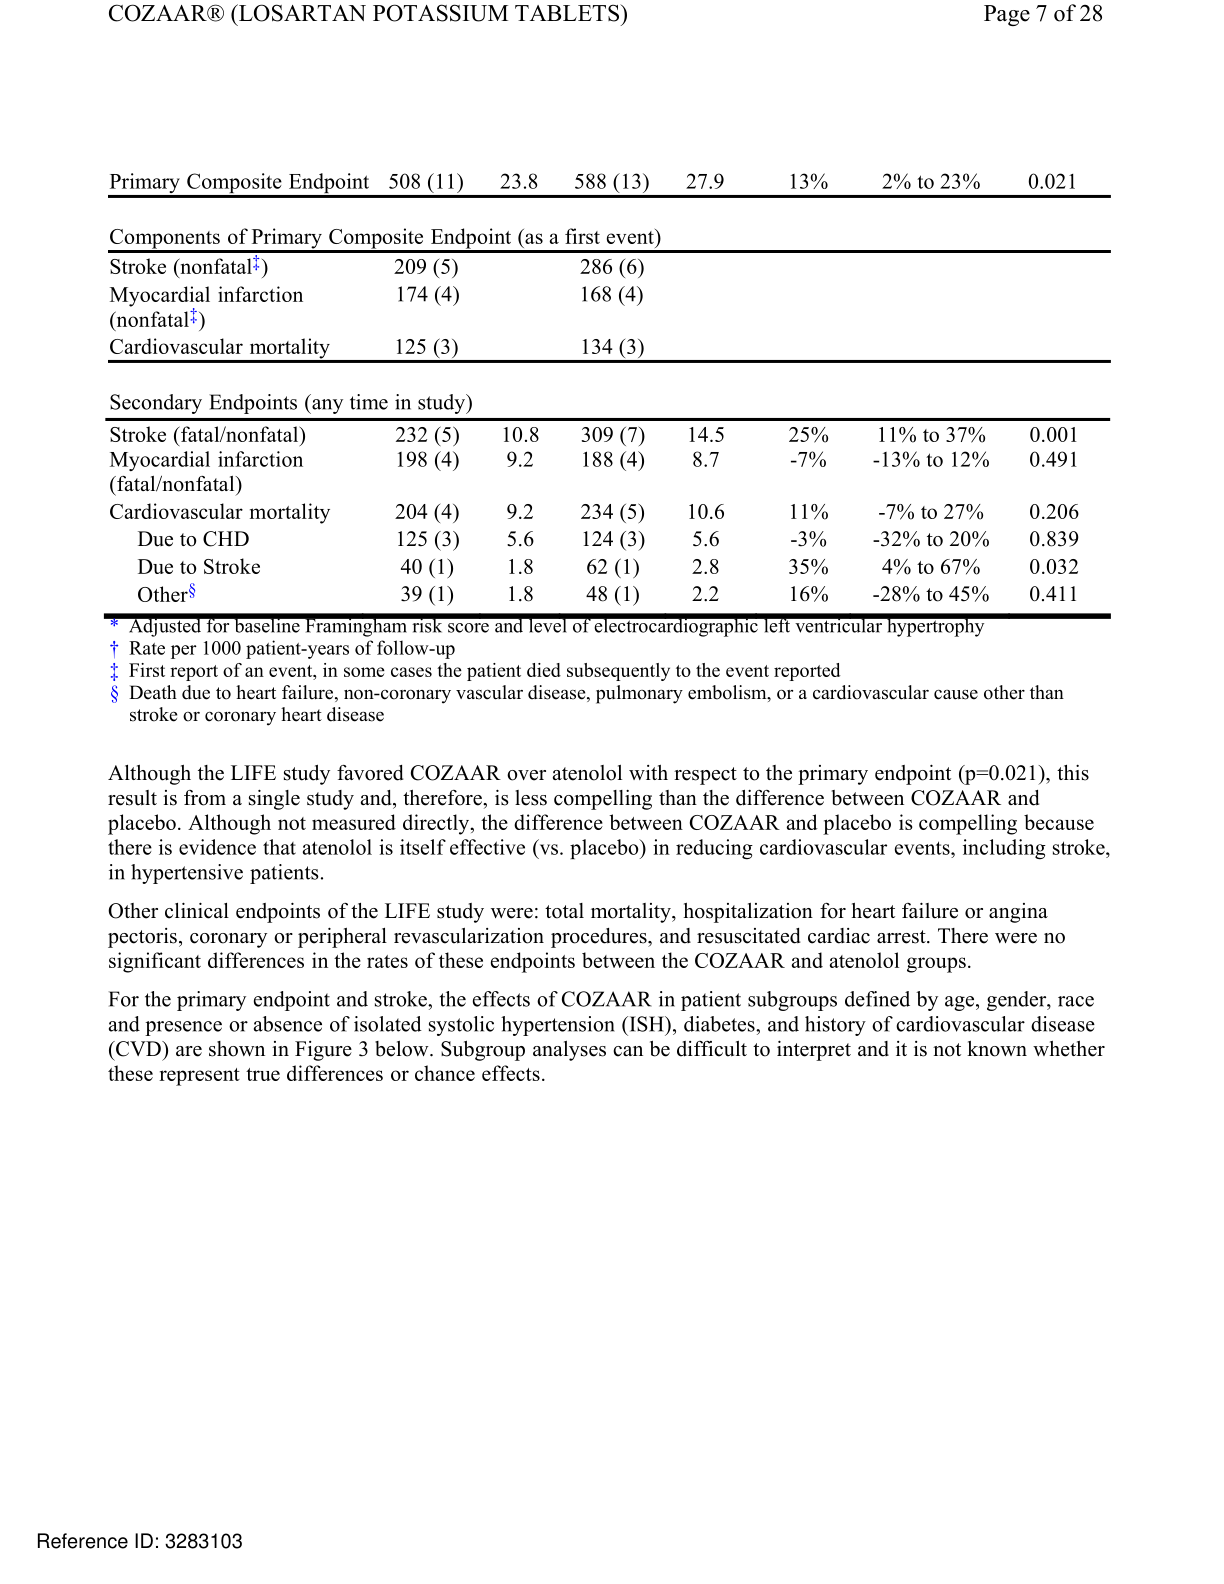 COZAAR® (LOSARTAN POTASSIUM TABLETS) Page 7 of 28
Primary Composite Endpoint 508 (11) 23.8 588 (13) 27.9 13% 2% to 23% 0.021
Components of Primary Composite Endpoint (as a first event)
Stroke (nonfatal‡) 209 (5) 286 (6)
Myocardial infarction 174 (4) 168 (4)
(nonfatal‡)
Cardiovascular mortality 125 (3) 134 (3)
Secondary Endpoints (any time in study)
Stroke (fatal/nonfatal) 232 (5) 10.8 309 (7) 14.5 25% 11% to 37% 0.001
Myocardial infarction 198 (4) 9.2 188 (4) 8.7 -7% -13% to 12% 0.491
(fatal/nonfatal)
Cardiovascular mortality 204 (4) 9.2 234 (5) 10.6 11% -7% to 27% 0.206
Due to CHD 125 (3) 5.6 124 (3) 5.6 -3% -32% to 20% 0.839
Due to Stroke 40 (1) 1.8 62 (1) 2.8 35% 4% to 67% 0.032
Other§ 39 (1) 1.8 48 (1) 2.2 16% -28% to 45% 0.411
* Adjusted for baseline Framingham risk score and level of electrocardiographic left ventricular hypertrophy
† Rate per 1000 patient-years of follow-up
‡ First report of an event, in some cases the patient died subsequently to the event reported
§ Death due to heart failure, non-coronary vascular disease, pulmonary embolism, or a cardiovascular cause other than
stroke or coronary heart disease
Although the LIFE study favored COZAAR over atenolol with respect to the primary endpoint (p=0.021), this
result is from a single study and, therefore, is less compelling than the difference between COZAAR and
placebo. Although not measured directly, the difference between COZAAR and placebo is compelling because
there is evidence that atenolol is itself effective (vs. placebo) in reducing cardiovascular events, including stroke,
in hypertensive patients.
Other clinical endpoints of the LIFE study were: total mortality, hospitalization for heart failure or angina
pectoris, coronary or peripheral revascularization procedures, and resuscitated cardiac arrest. There were no
significant differences in the rates of these endpoints between the COZAAR and atenolol groups.
For the primary endpoint and stroke, the effects of COZAAR in patient subgroups defined by age, gender, race
and presence or absence of isolated systolic hypertension (ISH), diabetes, and history of cardiovascular disease
(CVD) are shown in Figure 3 below. Subgroup analyses can be difficult to interpret and it is not known whether
these represent true differences or chance effects.
Reference ID: 3283103